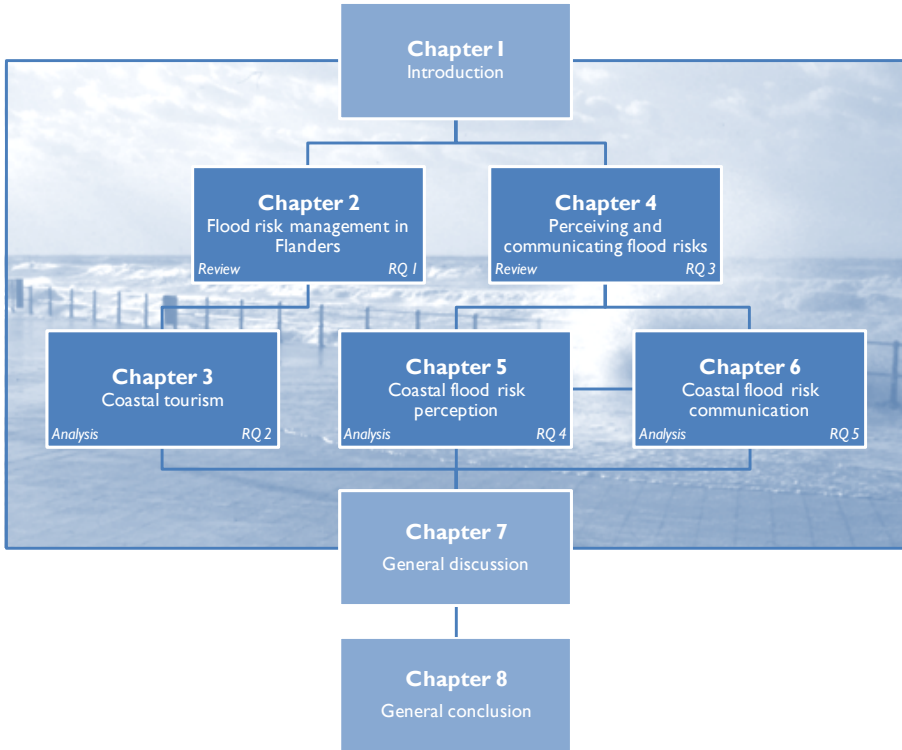 Chapter 1
Introduction
Chapter 2
Flood risk management in
Flanders
Review RQ 1
Chapter 4
Perceiving and
communicating flood risks
Review RQ 3
Chapter 3
Coastal tourism
Analysis RQ 2
Chapter 5
Coastal flood risk
perception
Analysis RQ 4
Chapter 6
Coastal flood risk
communication
Analysis RQ 5
Chapter 7
General discussion
Chapter 8
General conclusion